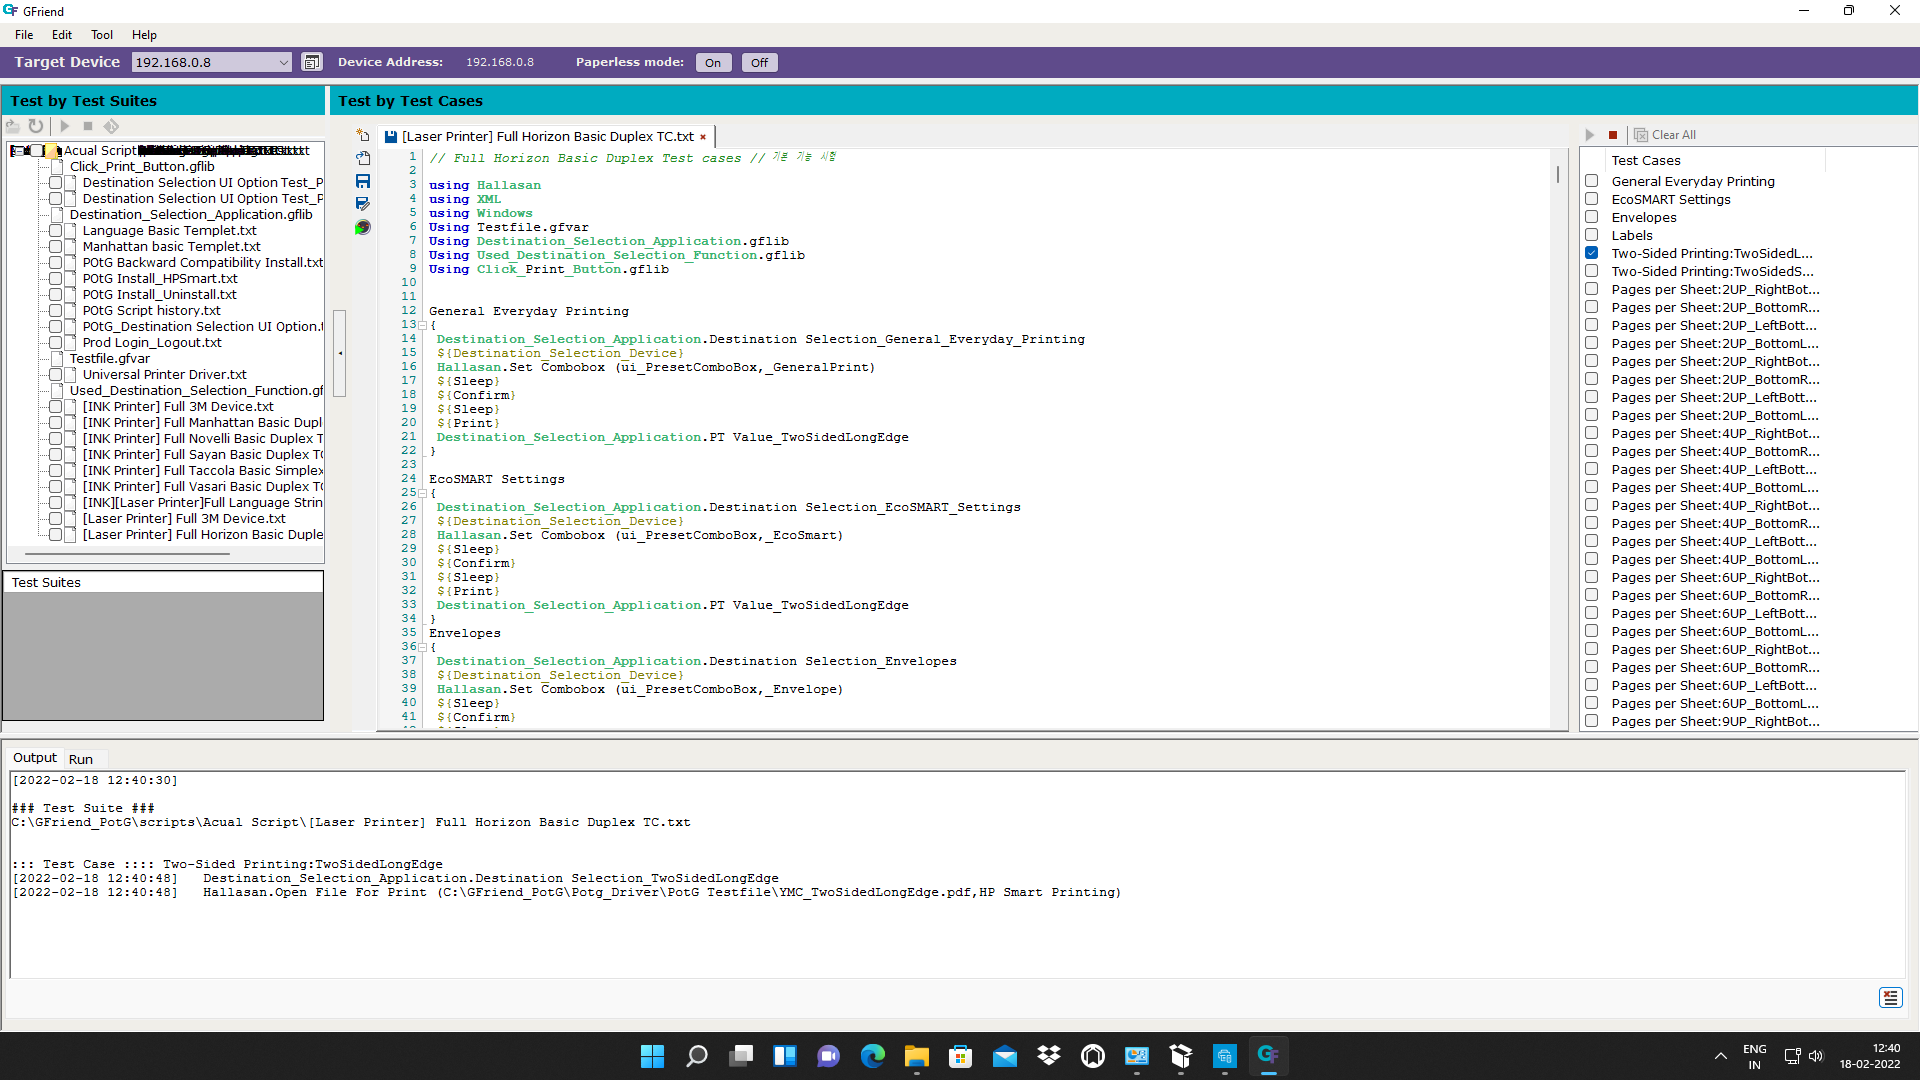 GFriend
File Edit Tool Help
Target Device 192.168.0.8 Device Address: 192.168.0.8 Paperless mode: On Off
Test by Test Suites
Acual Script
Click_Print_Button.gflib
Destination Selection UI Option Test_P
Destination Selection UI Option Test_P
Destination_Selection_Application.gflib
Language Basic Templet.txt
Manhattan basic Templet.txt
POtG Backward Compatibility Install.txt
POtG Install_HPSmart.txt
POtG Install_Uninstall.txt
POtG Script history.txt
POtG_Destination Selection UI Option.t
Prod Login_Logout.txt
Testfile.gfvar
Universal Printer Driver.txt
Used_Destination_Selection_Function.gf
[INK Printer] Full 3M Device.txt
[INK Printer] Full Manhattan Basic Dupl
[INK Printer] Full Novelli Basic Duplex T
[INK Printer] Full Sayan Basic Duplex TC
[INK Printer] Full Taccola Basic Simplex
[INK Printer] Full Vasari Basic Duplex TC
[INK][Laser Printer]Full Language Strin
[Laser Printer] Full 3M Device.txt
[Laser Printer] Full Horizon Basic Duple
Test Suites
Test by Test Cases
[Laser Printer] Full Horizon Basic Duplex TC.txt
1 // Full Horizon Basic Duplex Test cases // 기본 기능 시험
2
3 using Hallasan
4 using XML
5 using Windows
6 Using Testfile.gfvar
7 Using Destination_Selection_Application.gflib
8 Using Used_Destination_Selection_Function.gflib
9 Using Click_Print_Button.gflib
10
11
12 General Everyday Printing
13 {
14 Destination_Selection_Application.Destination Selection_General_Everyday_Printing
15 ${Destination_Selection_Device}
16 Hallasan.Set Combobox (ui_PresetComboBox,_GeneralPrint)
17 ${Sleep}
18 ${Confirm}
19 ${Sleep}
20 ${Print}
21 Destination_Selection_Application.PT Value_TwoSidedLongEdge
22 }
23
24 EcoSMART Settings
25 {
26 Destination_Selection_Application.Destination Selection_EcoSMART_Settings
27 ${Destination_Selection_Device}
28 Hallasan.Set Combobox (ui_PresetComboBox,_EcoSmart)
29 ${Sleep}
30 ${Confirm}
31 ${Sleep}
32 ${Print}
33 Destination_Selection_Application.PT Value_TwoSidedLongEdge
34 }
35 Envelopes
36 {
37 Destination_Selection_Application.Destination Selection_Envelopes
38 ${Destination_Selection_Device}
39 Hallasan.Set Combobox (ui_PresetComboBox,_Envelope)
40 ${Sleep}
41 ${Confirm}
Clear All
Test Cases
General Everyday Printing
EcoSMART Settings
Envelopes
Labels
Two-Sided Printing:TwoSidedL...
Two-Sided Printing:TwoSidedS...
Pages per Sheet:2UP_RightBot...
Pages per Sheet:2UP_BottomR...
Pages per Sheet:2UP_LeftBott...
Pages per Sheet:2UP_BottomL...
Pages per Sheet:2UP_RightBot...
Pages per Sheet:2UP_BottomR...
Pages per Sheet:2UP_LeftBott...
Pages per Sheet:2UP_BottomL...
Pages per Sheet:4UP_RightBot...
Pages per Sheet:4UP_BottomR...
Pages per Sheet:4UP_LeftBott...
Pages per Sheet:4UP_BottomL...
Pages per Sheet:4UP_RightBot...
Pages per Sheet:4UP_BottomR...
Pages per Sheet:4UP_LeftBott...
Pages per Sheet:4UP_BottomL...
Pages per Sheet:6UP_RightBot...
Pages per Sheet:6UP_BottomR...
Pages per Sheet:6UP_LeftBott...
Pages per Sheet:6UP_BottomL...
Pages per Sheet:6UP_RightBot...
Pages per Sheet:6UP_BottomR...
Pages per Sheet:6UP_LeftBott...
Pages per Sheet:6UP_BottomL...
Pages per Sheet:9UP_RightBot...
Output Run
[2022-02-18 12:40:30]
### Test Suite ###
C:\GFriend_PotG\scripts\Acual Script\[Laser Printer] Full Horizon Basic Duplex TC.txt
::: Test Case :::: Two-Sided Printing:TwoSidedLongEdge
[2022-02-18 12:40:48] Destination_Selection_Application.Destination Selection_TwoSidedLongEdge
[2022-02-18 12:40:48] Hallasan.Open File For Print (C:\GFriend_PotG\Potg_Driver\PotG Testfile\YMC_TwoSidedLongEdge.pdf,HP Smart Printing)
ENG
IN
12:40
18-02-2022